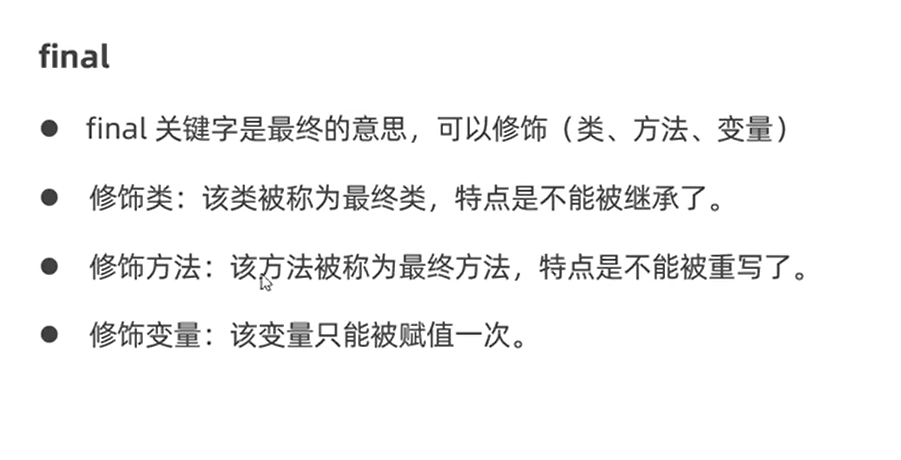 final
● final 关键字是最终的意思，可以修饰（类、方法、变量）
● 修饰类：该类被称为最终类，特点是不能被继承了。
● 修饰方法：该方法被称为最终方法，特点是不能被重写了。
● 修饰变量：该变量只能被赋值一次。